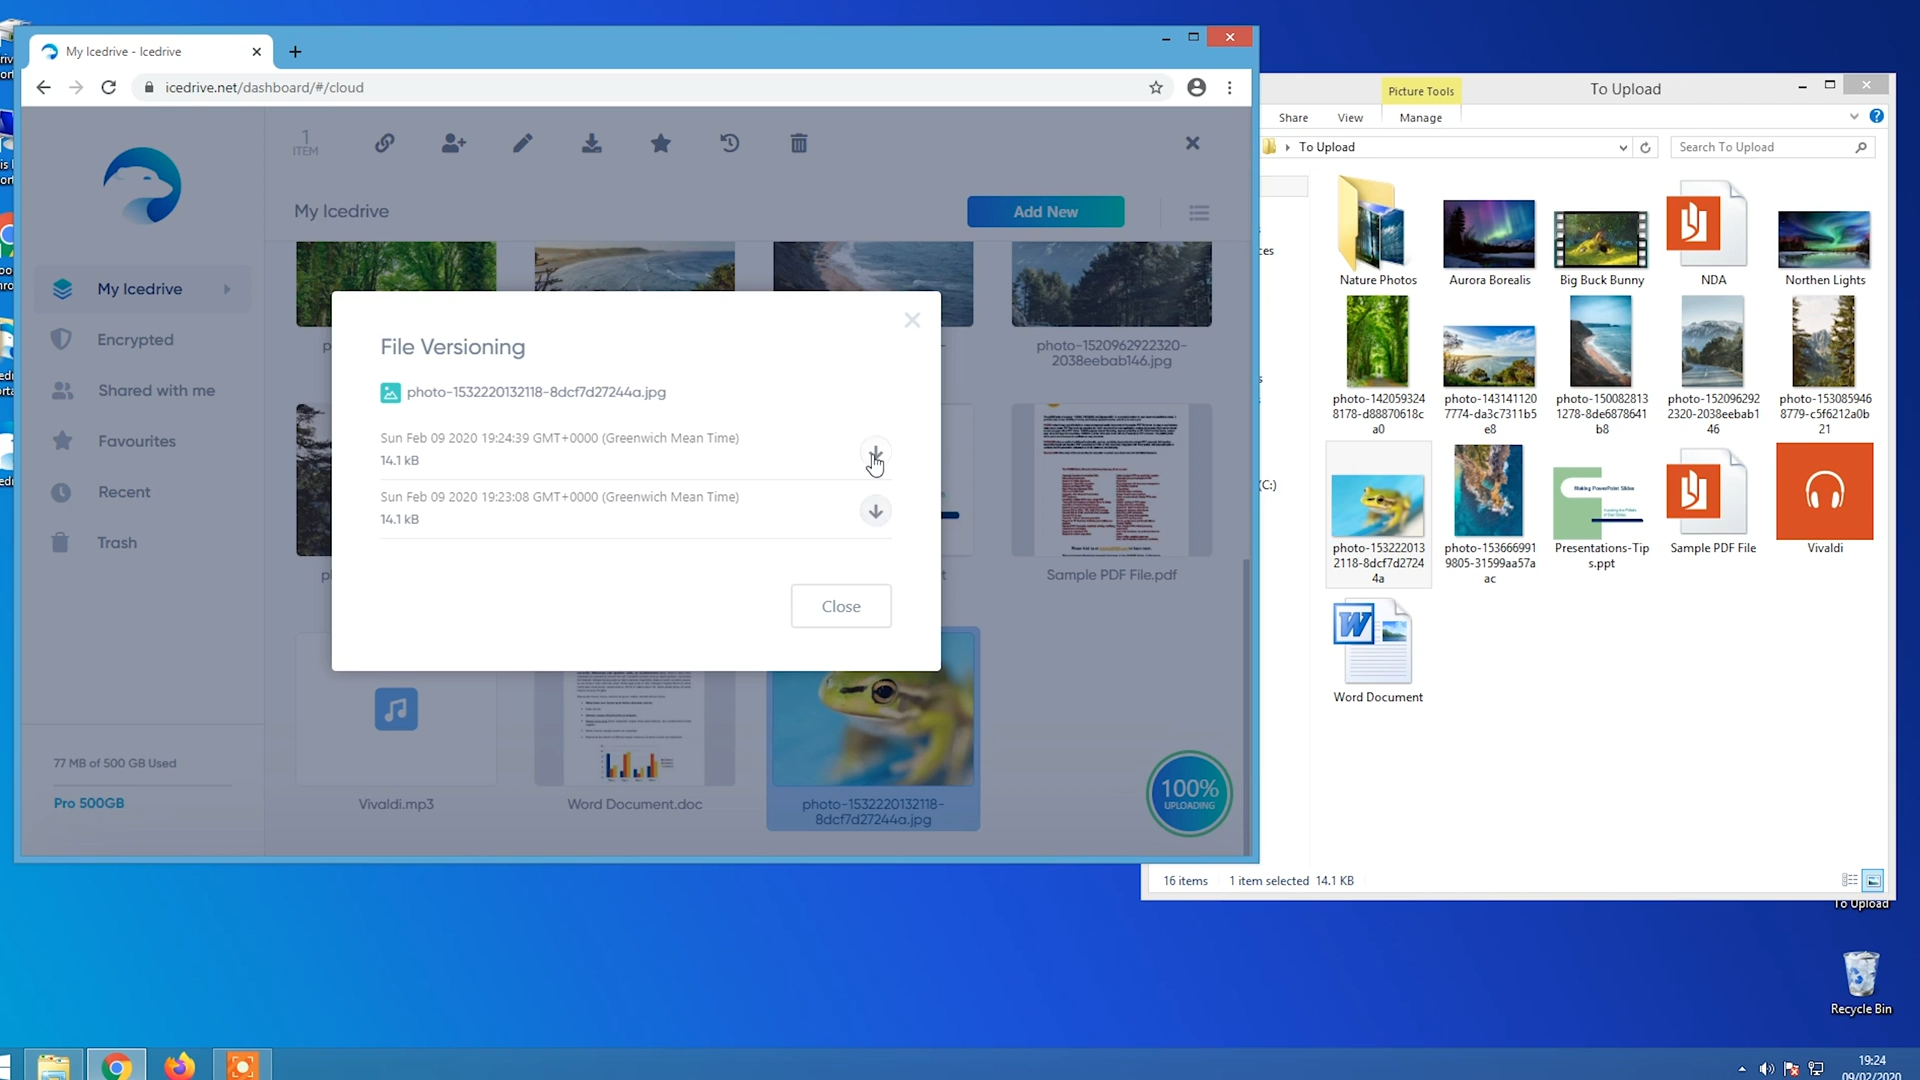 My Icedrive - Icedrive
icedrive.net/dashboard/#/cloud
1
ITEM
My Icedrive
Add New
My Icedrive
Encrypted
Shared with me
Favourites
Recent
Trash
77 MB of 500 GB Used
Pro 500GB
photo-1520962922320-
2038eebab146.jpg
File Versioning
photo-1532220132118-8dcf7d27244a.jpg
Sun Feb 09 2020 19:24:39 GMT+0000 (Greenwich Mean Time)
14.1 kB
Sun Feb 09 2020 19:23:08 GMT+0000 (Greenwich Mean Time)
14.1 kB
Close
Sample PDF File.pdf
Vivaldi.mp3
Word Document.doc
photo-1532220132118-
8dcf7d27244a.jpg
100%
UPLOADING
Picture Tools
To Upload
Share
View
Manage
To Upload
Search To Upload
(C:)
Nature Photos
Aurora Borealis
Big Buck Bunny
NDA
Northen Lights
photo-142059324
8178-d88870618c
a0
photo-143141120
7774-da3c7311b5
e8
photo-150082813
1278-8de6878641
b8
photo-152096292
2320-2038eebab1
46
photo-153085946
8779-c5f6212a0b
21
photo-153222013
2118-8dcf7d2724
4a
photo-153666991
9805-31599aa57a
ac
Making PowerPoint Slides
Presentations-Tip
s.ppt
Sample PDF File
Vivaldi
Word Document
16 items
1 item selected 14.1 KB
To Upload
Recycle Bin
19:24
09/02/2020